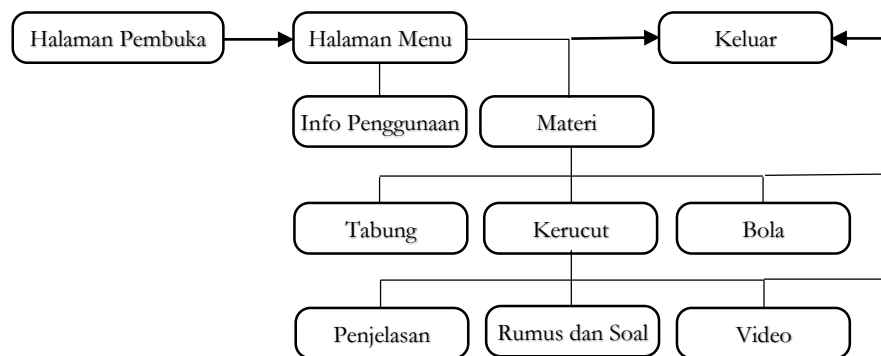 Halaman Pembuka
Halaman Menu
Keluar
Info Penggunaan
Materi
Tabung
Kerucut
Bola
Penjelasan
Rumus dan Soal
Video